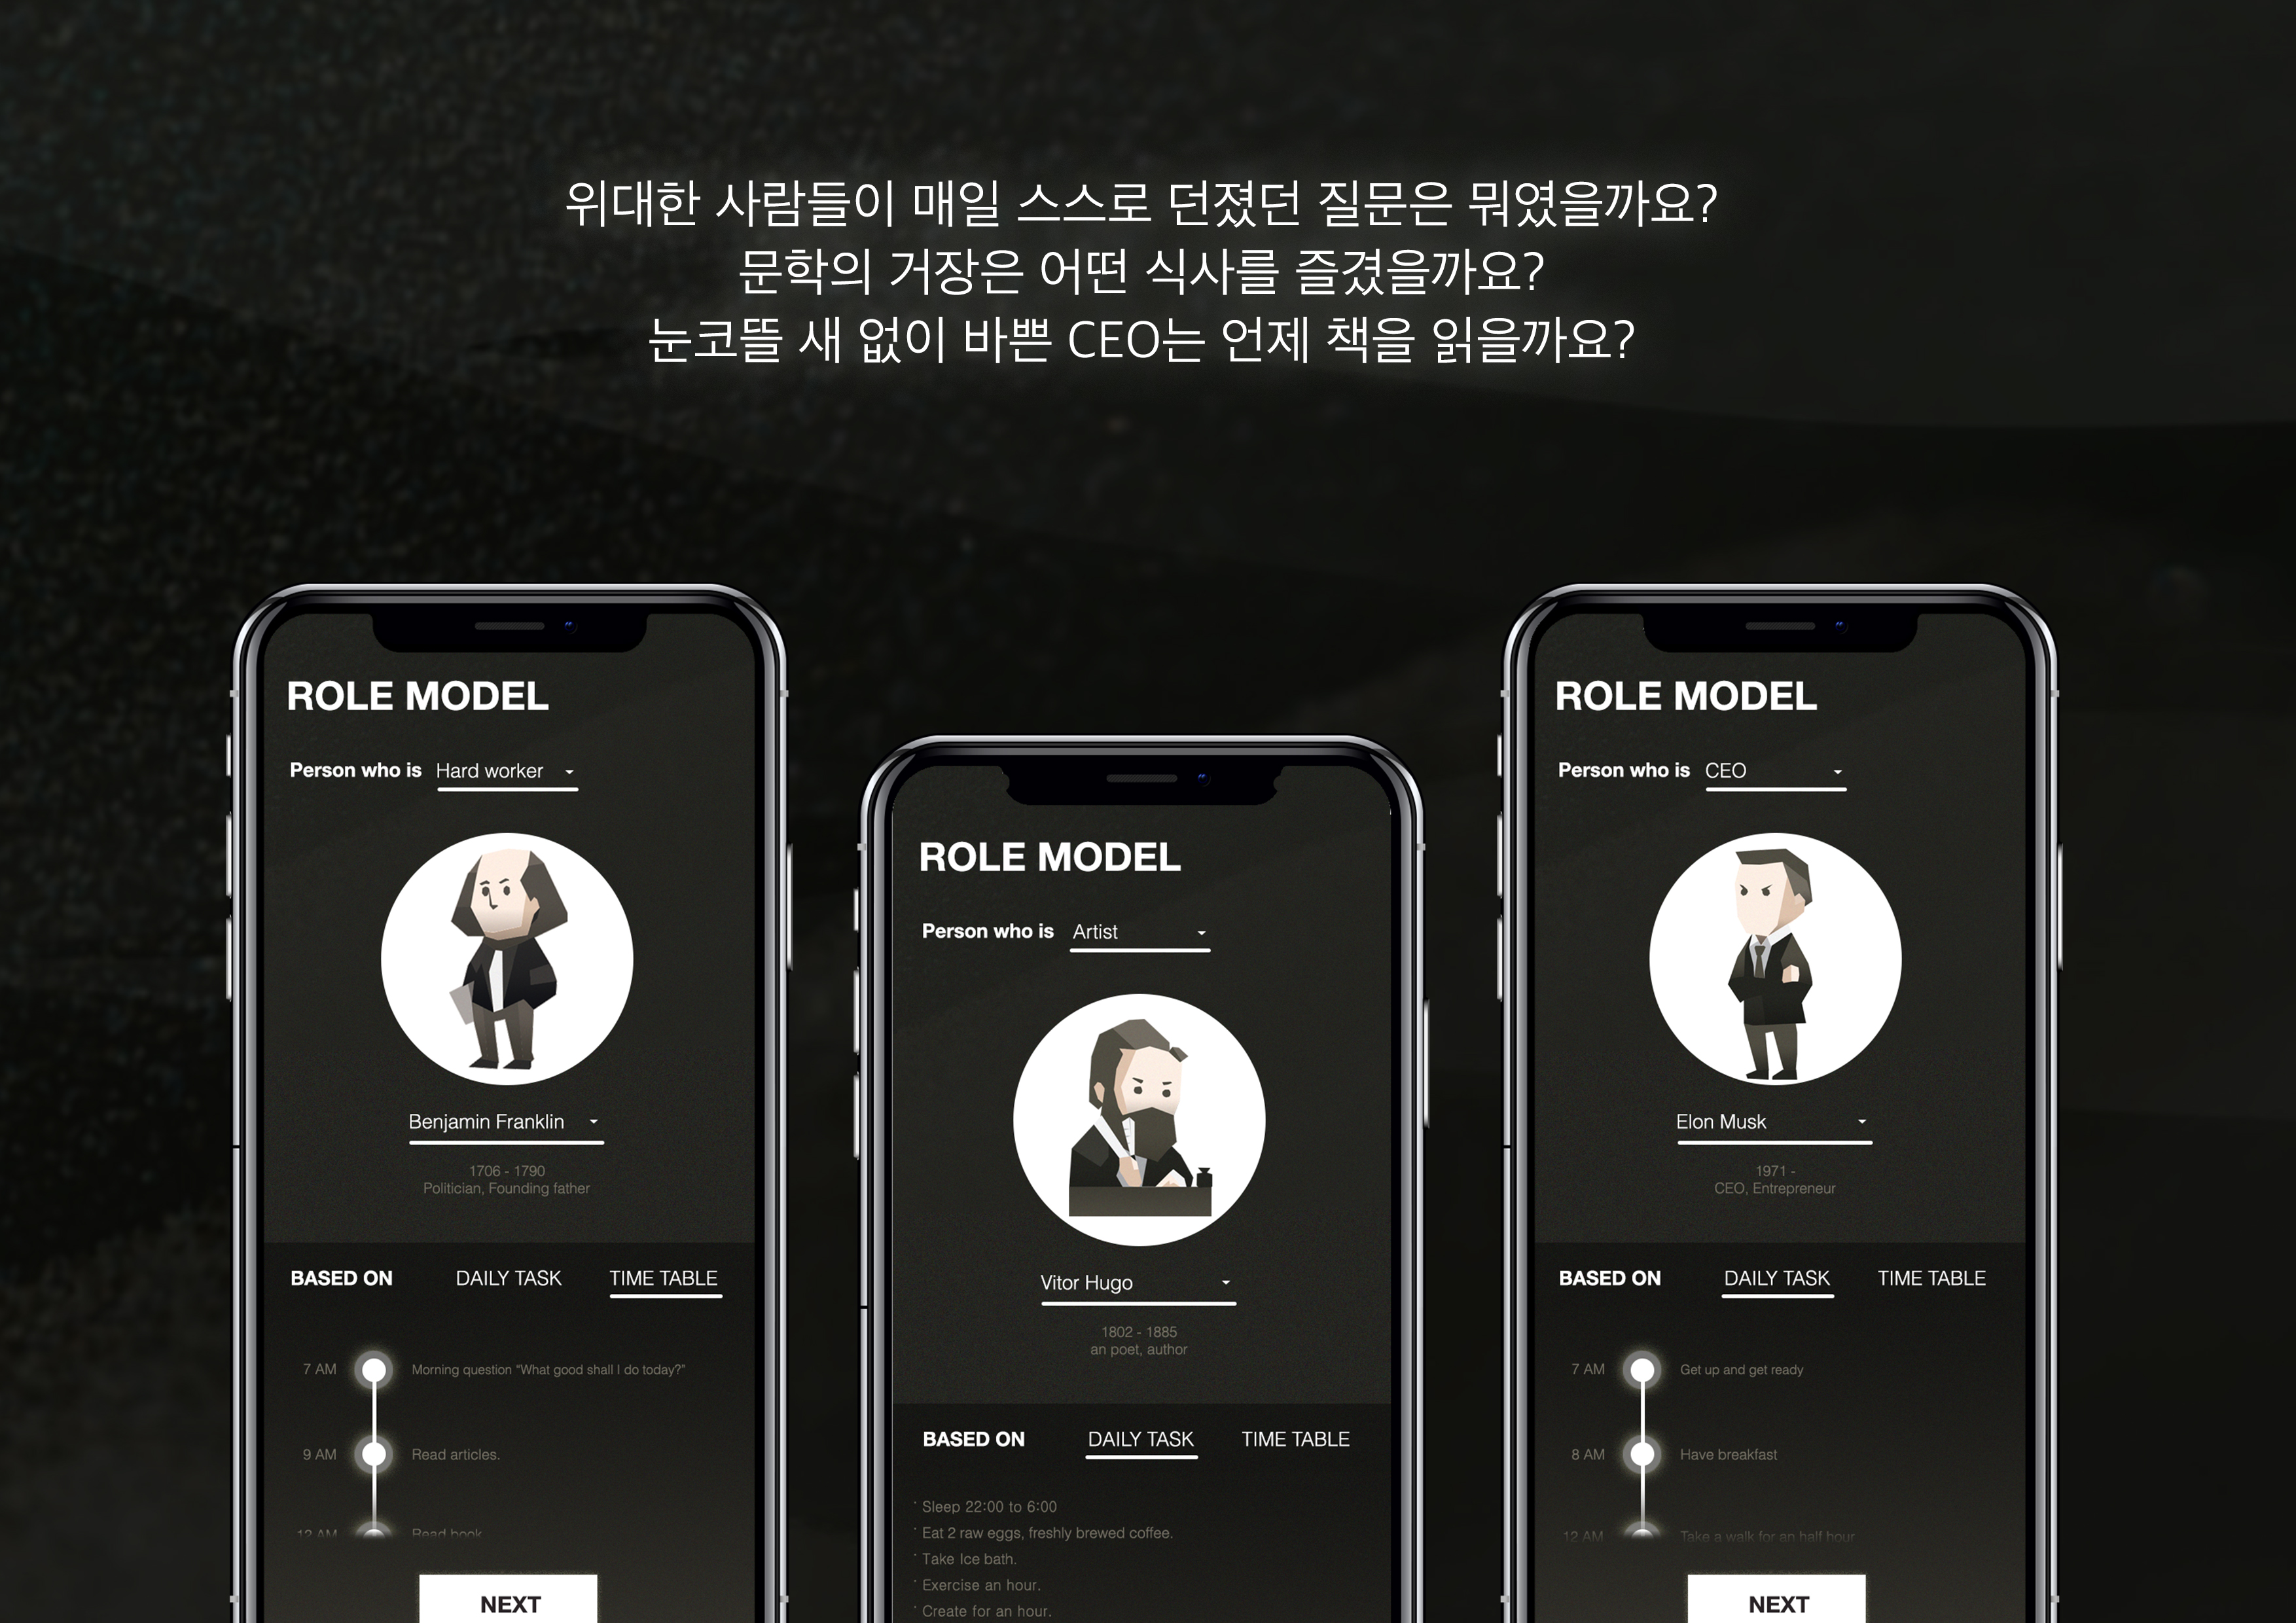 위대한 사람들이 매일 스스로 던졌던 질문은 뭐였을까요?
문학의 거장은 어떤 식사를 즐겼을까요?
눈코뜰 새 없이 바쁜 CEO는 언제 책을 읽을까요?
ROLE MODEL
Person who is Hard worker
Benjamin Franklin
1706 - 1790
Politician, Founding father
BASED ON DAILY TASK TIME TABLE
7 AM Morning question “What good shall I do today?”
9 AM Read articles.
12 AM Read book
NEXT
ROLE MODEL
Person who is Artist
Vitor Hugo
1802 - 1885
an poet, author
BASED ON DAILY TASK TIME TABLE
· Sleep 22:00 to 6:00
· Eat 2 raw eggs, freshly brewed coffee.
· Take Ice bath.
· Exercise an hour.
· Create for an hour.
ROLE MODEL
Person who is CEO
Elon Musk
1971 -
CEO, Entrepreneur
BASED ON DAILY TASK TIME TABLE
7 AM Get up and get ready
8 AM Have breakfast
12 AM Take a walk for an half hour
NEXT